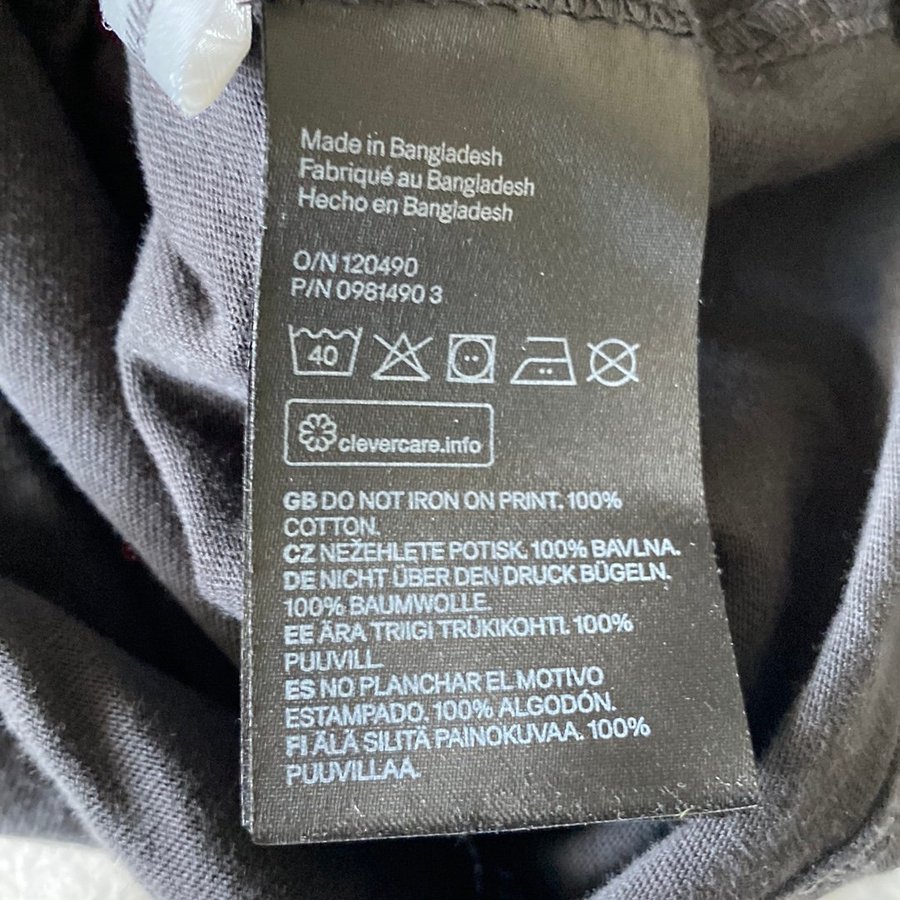 Made in Bangladesh
Fabriqué au Bangladesh
Hecho en Bangladesh
O/N 120490
P/N 0981490 3
40
clevercare.info
GB DO NOT IRON ON PRINT. 100%
COTTON.
CZ NEŽEHLETE POTISK. 100% BAVLNA.
DE NICHT ÜBER DEN DRUCK BÜGELN.
100% BAUMWOLLE.
EE ÄRA TRIIGI TRÜKIKOHTI. 100%
PUUVILL.
ES NO PLANCHAR EL MOTIVO
ESTAMPADO. 100% ALGODÓN.
FI ÄLÄ SILITÄ PAINOKUVAA. 100%
PUUVILLAA.